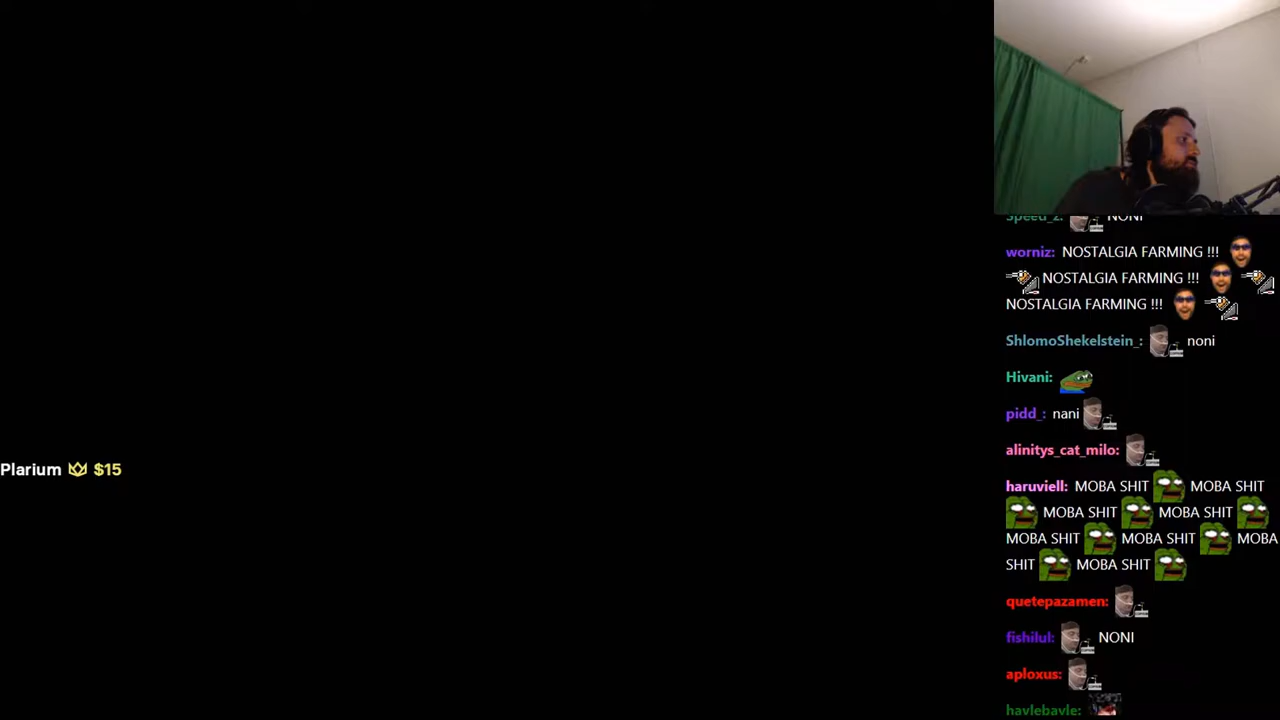 Speed_z: NONI
worniz: NOSTALGIA FARMING !!!
NOSTALGIA FARMING !!!
NOSTALGIA FARMING !!!
ShlomoShekelstein_: noni
Hivani:
pidd_: nani
alinitys_cat_milo:
Plarium $15
haruviell: MOBA SHIT MOBA SHIT
MOBA SHIT MOBA SHIT
MOBA SHIT MOBA SHIT MOBA
SHIT MOBA SHIT
quetepazamen:
fishilul: NONI
aploxus:
havlebavle: